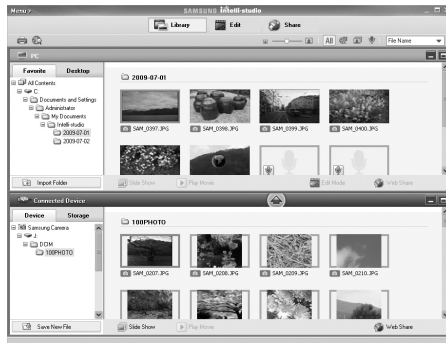 Menu »
SAMSUNG intelli-studio
Library
Edit
Share
All
File Name
PC
Favorite
Desktop
All Contents
C:
Documents and Settings
Administrator
My Documents
Intelli-studio
2009-07-01
2009-07-02
Import Folder
2009-07-01
SAM_0397.JPG
SAM_0398.JPG
SAM_0399.JPG
SAM_0400.JPG
Slide Show
Play Movie
Edit Mode
Web Share
Connected Device
Device
Storage
Samsung Camera
J:
DCIM
100PHOTO
Save New File
100PHOTO
SAM_0207.JPG
SAM_0208.JPG
SAM_0209.JPG
SAM_0210.JPG
Slide Show
Play Movie
Web Share